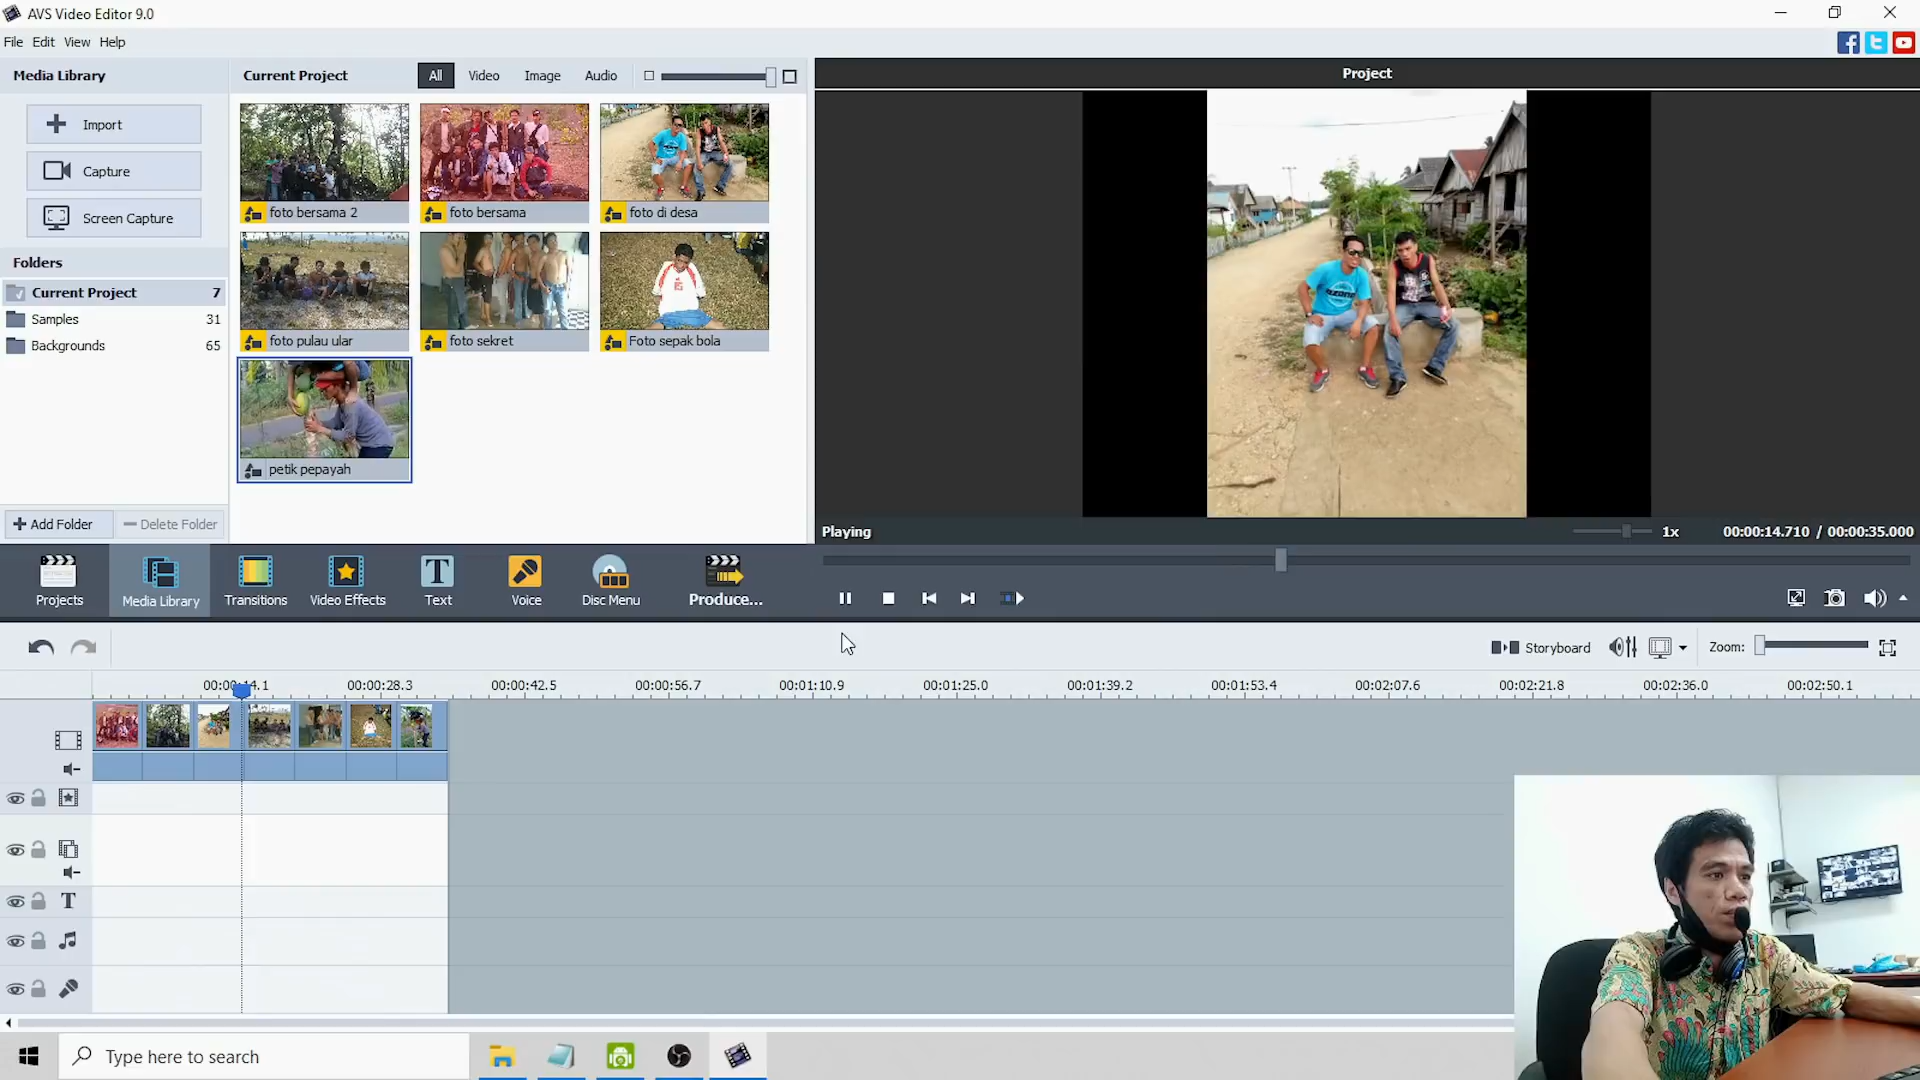 AVS Video Editor 9.0
File Edit View Help
Media Library
Current Project
All Video Image Audio
Project
Import
Capture
Screen Capture
foto bersama 2
foto bersama
foto di desa
Folders
Current Project 7
Samples 31
Backgrounds 65
foto pulau ular
foto sekret
Foto sepak bola
petik pepayah
Add Folder
Delete Folder
Playing
1x
00:00:14.710 / 00:00:35.000
Projects
Media Library
Transitions
Video Effects
Text
Voice
Disc Menu
Produce...
Storyboard
Zoom:
00:00:14.1 00:00:28.3 00:00:42.5 00:00:56.7 00:01:10.9 00:01:25.0 00:01:39.2 00:01:53.4 00:02:07.6 00:02:21.8 00:02:36.0 00:02:50.1
Type here to search